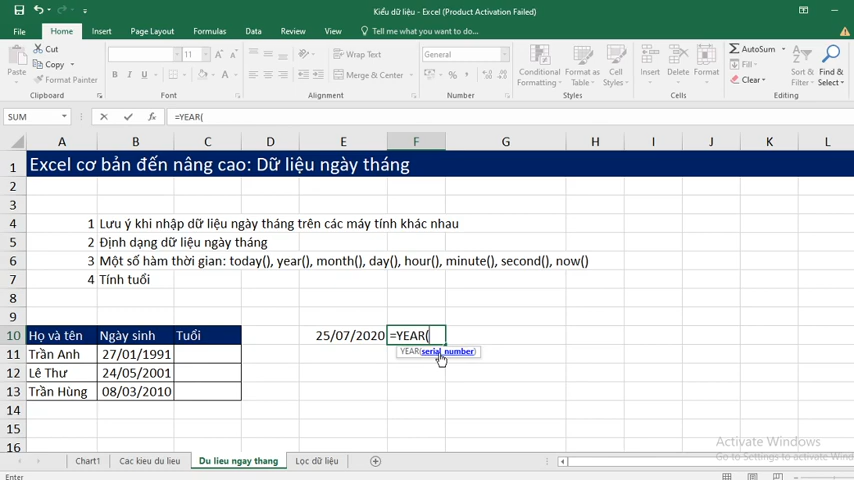 Kiểu dữ liệu - Excel (Product Activation Failed)
File Home Insert Page Layout Formulas Data Review View Tell me what you want to do...
Cut
Copy
Format Painter
Paste
Clipboard
11
B I U
Font
Wrap Text
Merge & Center
Alignment
General
% ,
Number
Conditional Formatting
Format as Table
Cell Styles
Styles
Insert Delete Format
Cells
AutoSum
Fill
Clear
Sort & Filter
Find & Select
Editing
SUM fx =YEAR(
A B C D E F G H I J K L
1 Excel cơ bản đến nâng cao: Dữ liệu ngày tháng
2
3
4 1 Lưu ý khi nhập dữ liệu ngày tháng trên các máy tính khác nhau
5 2 Định dạng dữ liệu ngày tháng
6 3 Một số hàm thời gian: today(), year(), month(), day(), hour(), minute(), second(), now()
7 4 Tính tuổi
8
9
10 Họ và tên Ngày sinh Tuổi 25/07/2020 =YEAR(
YEAR(serial_number)
11 Trần Anh 27/01/1991
12 Lê Thư 24/05/2001
13 Trần Hùng 08/03/2010
14
15
16
Activate Windows
Go to Settings to activate Wind
Chart1 Cac kieu du lieu Du lieu ngay thang Lọc dữ liệu
Enter